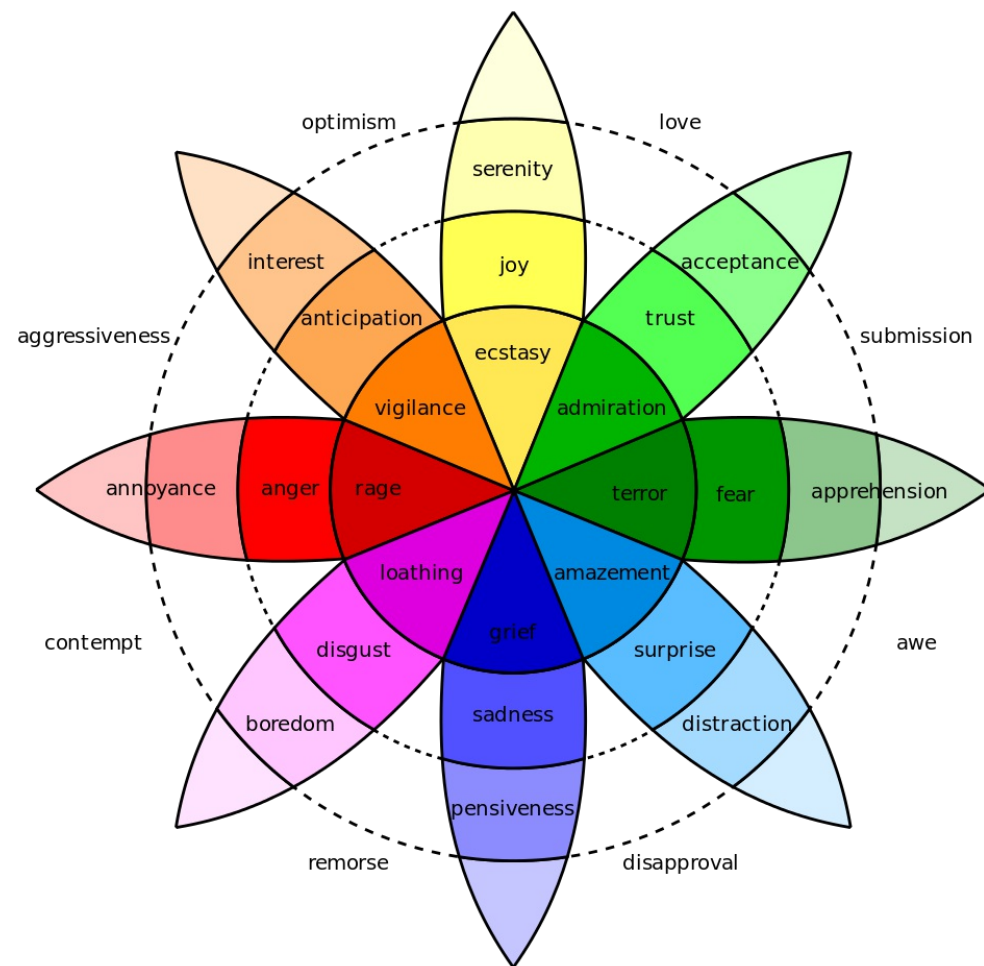 optimism
love
serenity
interest
joy
acceptance
anticipation
trust
aggressiveness
submission
ecstasy
vigilance
admiration
annoyance
anger
rage
terror
fear
apprehension
loathing
amazement
grief
contempt
awe
disgust
surprise
boredom
sadness
distraction
pensiveness
remorse
disapproval